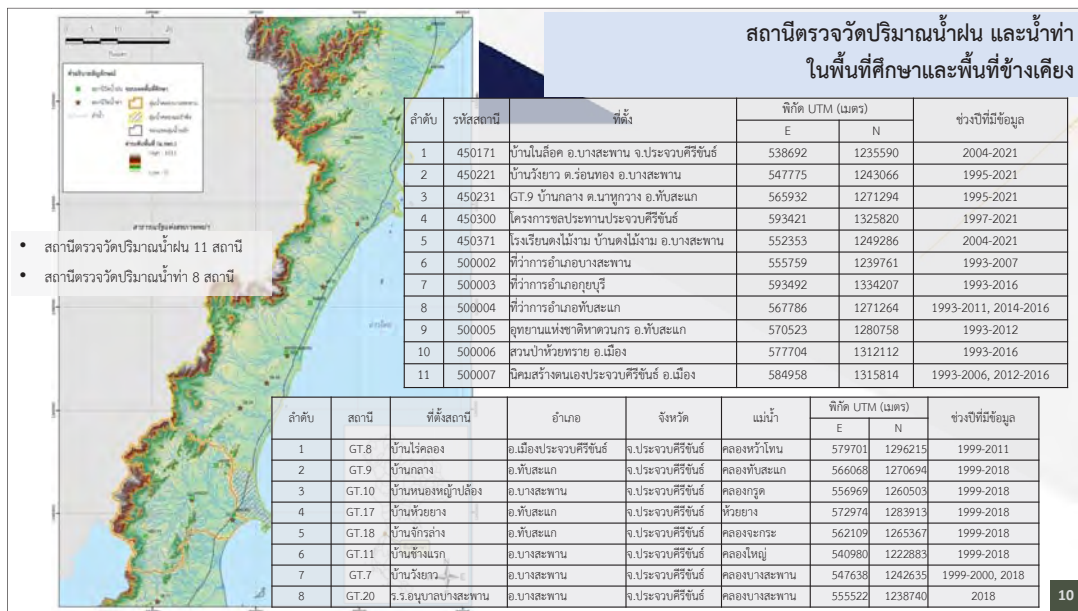 สถานีตรวจวัดปริมาณน้ำฝน และน้ำท่า
ในพื้นที่ศึกษาและพื้นที่ข้างเคียง
• สถานีตรวจวัดปริมาณน้ำฝน 11 สถานี
• สถานีตรวจวัดปริมาณน้ำท่า 8 สถานี
ลำดับ รหัสสถานี ที่ตั้ง พิกัด UTM (เมตร) ช่วงปีที่มีข้อมูล
E N
1 450171 บ้านในล็อค อ.บางสะพาน จ.ประจวบคีรีขันธ์ 538692 1235590 2004-2021
2 450221 บ้านวังยาว ต.ร่อนทอง อ.บางสะพาน 547775 1243066 1995-2021
3 450231 GT.9 บ้านกลาง ต.นาหูกวาง อ.ทับสะแก 565932 1271294 1995-2021
4 450300 โครงการชลประทานประจวบคีรีขันธ์ 593421 1325820 1997-2021
5 450371 โรงเรียนดงไม้งาม บ้านดงไม้งาม อ.บางสะพาน 552353 1249286 2004-2021
6 500002 ที่ว่าการอำเภอบางสะพาน 555759 1239761 1993-2007
7 500003 ที่ว่าการอำเภอกุยบุรี 593492 1334207 1993-2016
8 500004 ที่ว่าการอำเภอทับสะแก 567786 1271264 1993-2011, 2014-2016
9 500005 อุทยานแห่งชาติหาดวนกร อ.ทับสะแก 570523 1280758 1993-2012
10 500006 สวนป่าห้วยทราย อ.เมือง 577704 1312112 1993-2016
11 500007 นิคมสร้างตนเองประจวบคีรีขันธ์ อ.เมือง 584958 1315814 1993-2006, 2012-2016
ลำดับ สถานี ที่ตั้งสถานี อำเภอ จังหวัด แม่น้ำ พิกัด UTM (เมตร) ช่วงปีที่มีข้อมูล
E N
1 GT.8 บ้านไร่คลอง อ.เมืองประจวบคีรีขันธ์ จ.ประจวบคีรีขันธ์ คลองหว้าโทน 579701 1296215 1999-2011
2 GT.9 บ้านกลาง อ.ทับสะแก จ.ประจวบคีรีขันธ์ คลองทับสะแก 566068 1270694 1999-2018
3 GT.10 บ้านหนองหญ้าปล้อง อ.บางสะพาน จ.ประจวบคีรีขันธ์ คลองกรูด 556969 1260503 1999-2018
4 GT.17 บ้านห้วยยาง อ.ทับสะแก จ.ประจวบคีรีขันธ์ ห้วยยาง 572974 1283913 1999-2018
5 GT.18 บ้านจักรล่าง อ.ทับสะแก จ.ประจวบคีรีขันธ์ คลองจะกระ 562109 1265367 1999-2018
6 GT.11 บ้านช้างแรก อ.บางสะพาน จ.ประจวบคีรีขันธ์ คลองใหญ่ 540980 1222883 1999-2018
7 GT.7 บ้านวังยาว อ.บางสะพาน จ.ประจวบคีรีขันธ์ คลองบางสะพาน 547638 1242635 1999-2000, 2018
8 GT.20 ร.ร.อนุบาลบางสะพาน อ.บางสะพาน จ.ประจวบคีรีขันธ์ คลองบางสะพาน 555522 1238740 2018
10